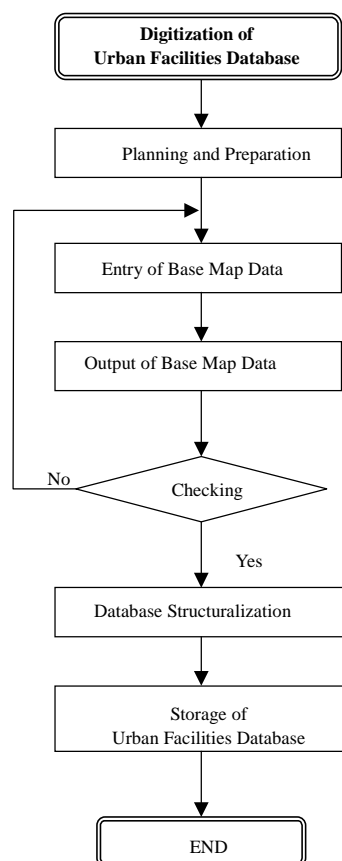 Digitization of
Urban Facilities Database
Planning and Preparation
Entry of Base Map Data
Output of Base Map Data
No
Checking
Yes
Database Structuralization
Storage of
Urban Facilities Database
END